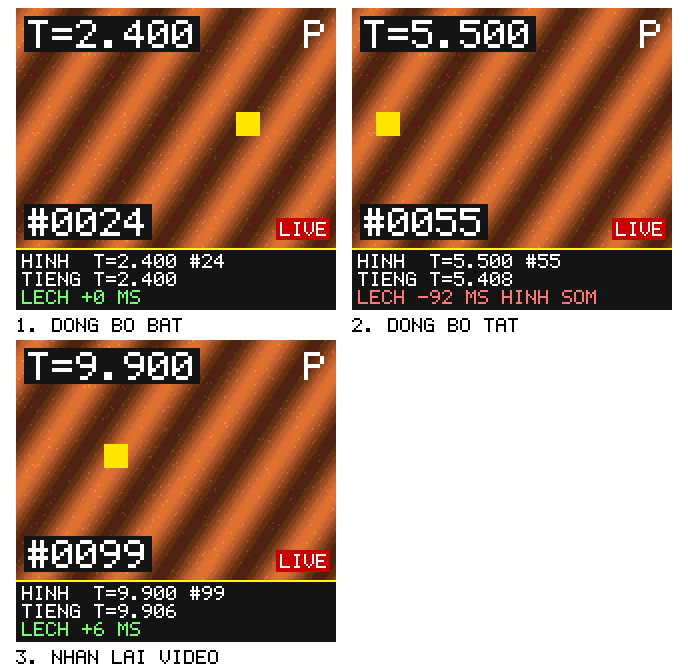 T=2.400 P
#0024 LIVE
HINH T=2.400 #24
TIENG T=2.400
LECH +0 MS
1. DONG BO BAT
T=5.500 P
#0055 LIVE
HINH T=5.500 #55
TIENG T=5.408
LECH -92 MS HINH SOM
2. DONG BO TAT
T=9.900 P
#0099 LIVE
HINH T=9.900 #99
TIENG T=9.906
LECH +6 MS
3. NHAN LAI VIDEO